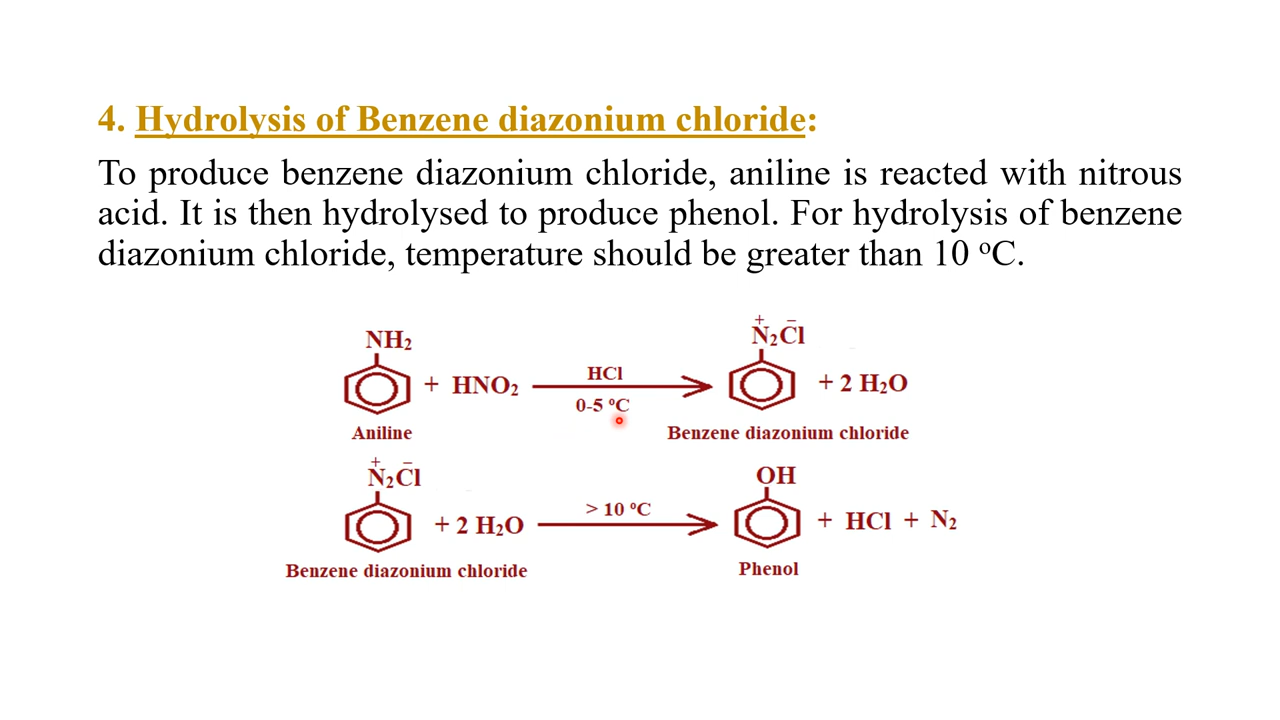 4. Hydrolysis of Benzene diazonium chloride:
To produce benzene diazonium chloride, aniline is reacted with nitrous
acid. It is then hydrolysed to produce phenol. For hydrolysis of benzene
diazonium chloride, temperature should be greater than 10 ºC.
NH₂
+ HNO₂
HCl
0-5 ºC
+ –
N₂Cl
+ 2 H₂O
Aniline
Benzene diazonium chloride
+ –
N₂Cl
+ 2 H₂O
> 10 ºC
OH
+ HCl + N₂
Benzene diazonium chloride
Phenol